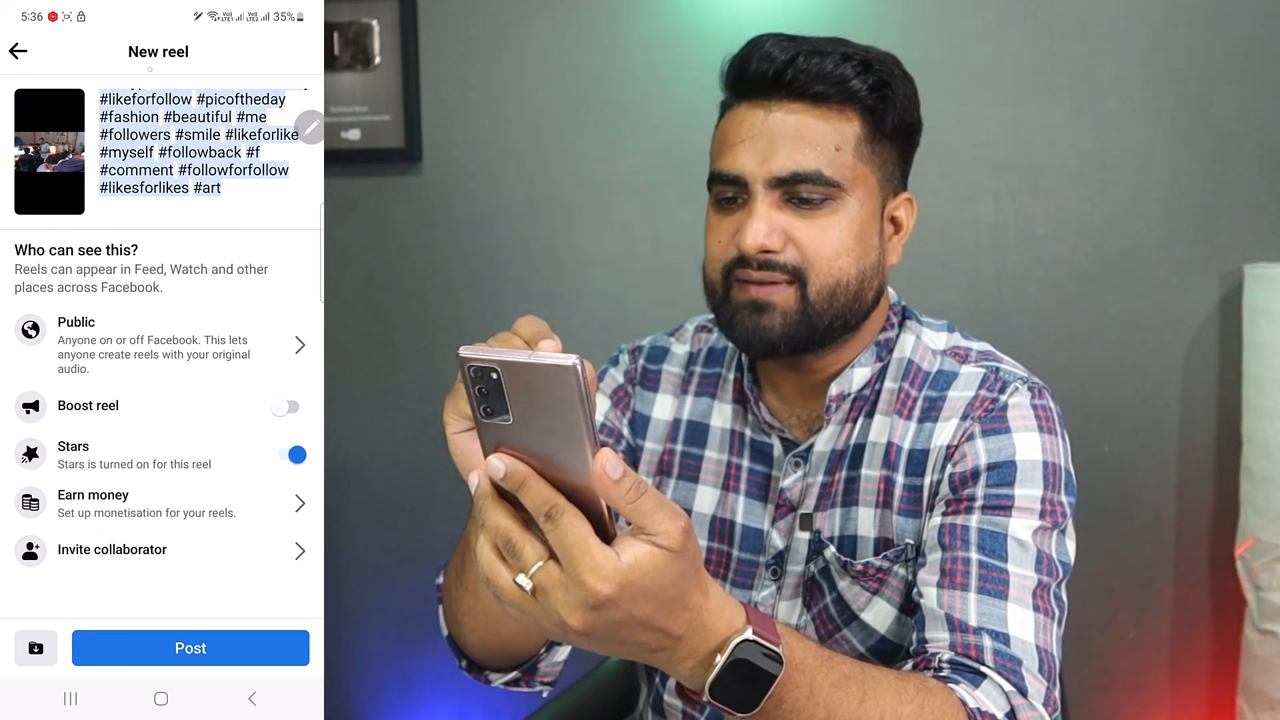 5:36
35%
New reel
#likeforfollow #picoftheday
#fashion #beautiful #me
#followers #smile #likeforlike
#myself #followback #f
#comment #followforfollow
#likesforlikes #art
Who can see this?
Reels can appear in Feed, Watch and other
places across Facebook.
Public
Anyone on or off Facebook. This lets
anyone create reels with your original
audio.
Boost reel
Stars
Stars is turned on for this reel
Earn money
Set up monetisation for your reels.
Invite collaborator
Post